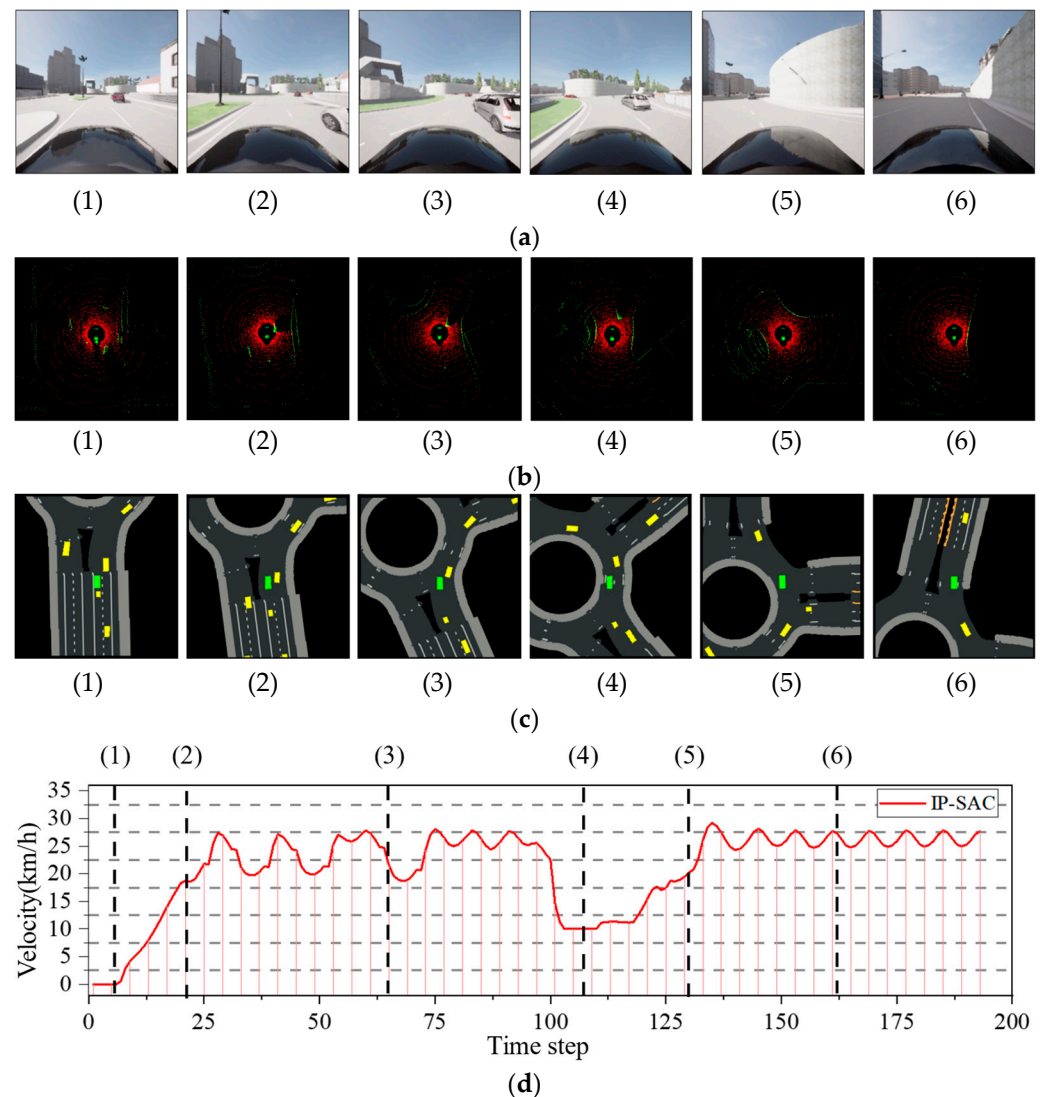 (1) (2) (3) (4) (5) (6)
(a)
(1) (2) (3) (4) (5) (6)
(b)
(1) (2) (3) (4) (5) (6)
(c)
(1) (2) (3) (4) (5) (6)
35
30
25
20
15
10
5
0
Velocity(km/h)
IP-SAC
0 25 50 75 100 125 150 175 200
Time step
(d)